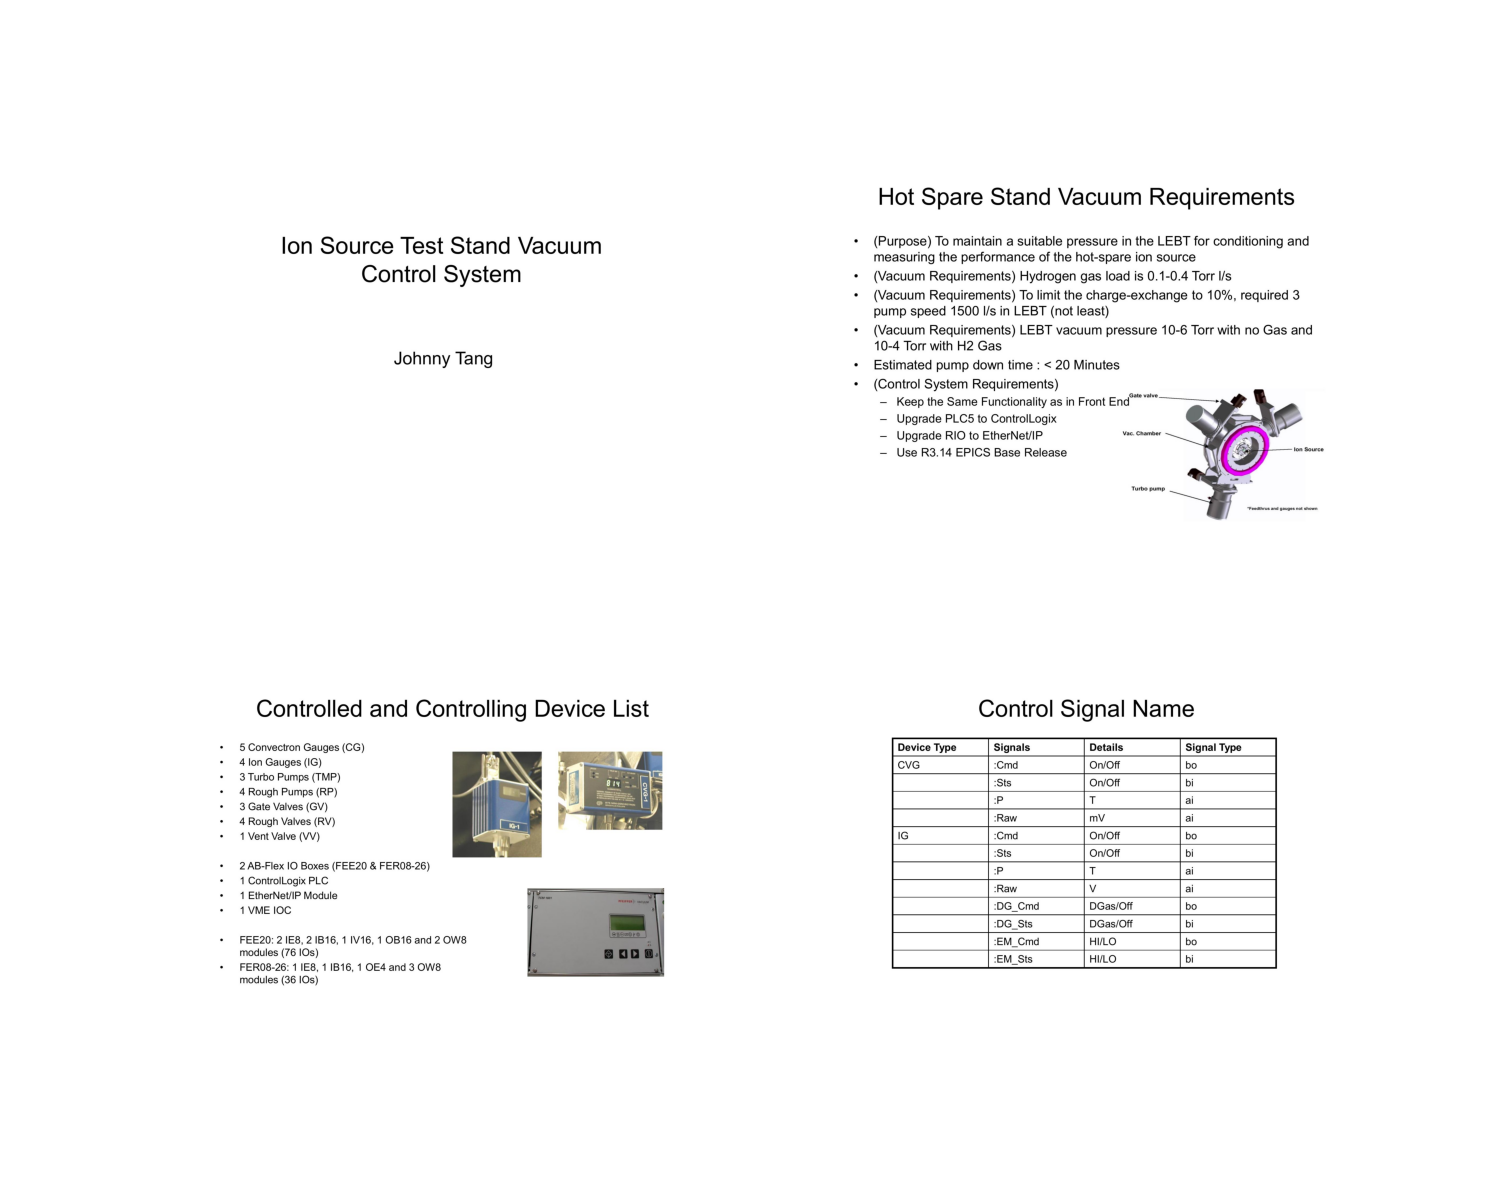 Ion Source Test Stand Vacuum
Control System
Johnny Tang
Hot Spare Stand Vacuum Requirements
• (Purpose) To maintain a suitable pressure in the LEBT for conditioning and
measuring the performance of the hot-spare ion source
• (Vacuum Requirements) Hydrogen gas load is 0.1-0.4 Torr l/s
• (Vacuum Requirements) To limit the charge-exchange to 10%, required 3
pump speed 1500 l/s in LEBT (not least)
• (Vacuum Requirements) LEBT vacuum pressure 10-6 Torr with no Gas and
10-4 Torr with H2 Gas
• Estimated pump down time : < 20 Minutes
• (Control System Requirements)
– Keep the Same Functionality as in Front End
– Upgrade PLC5 to ControlLogix
– Upgrade RIO to EtherNet/IP
– Use R3.14 EPICS Base Release
Gate valve
Vac. Chamber
Ion Source
Turbo pump
*Feedthrus and gauges not shown
Controlled and Controlling Device List
• 5 Convectron Gauges (CG)
• 4 Ion Gauges (IG)
• 3 Turbo Pumps (TMP)
• 4 Rough Pumps (RP)
• 3 Gate Valves (GV)
• 4 Rough Valves (RV)
• 1 Vent Valve (VV)
• 2 AB-Flex IO Boxes (FEE20 & FER08-26)
• 1 ControlLogix PLC
• 1 EtherNet/IP Module
• 1 VME IOC
• FEE20: 2 IE8, 2 IB16, 1 IV16, 1 OB16 and 2 OW8
modules (76 IOs)
• FER08-26: 1 IE8, 1 IB16, 1 OE4 and 3 OW8
modules (36 IOs)
IG-1
CVG-1
Control Signal Name
Device Type Signals Details Signal Type
CVG :Cmd On/Off bo
:Sts On/Off bi
:P T ai
:Raw mV ai
IG :Cmd On/Off bo
:Sts On/Off bi
:P T ai
:Raw V ai
:DG_Cmd DGas/Off bo
:DG_Sts DGas/Off bi
:EM_Cmd HI/LO bo
:EM_Sts HI/LO bi